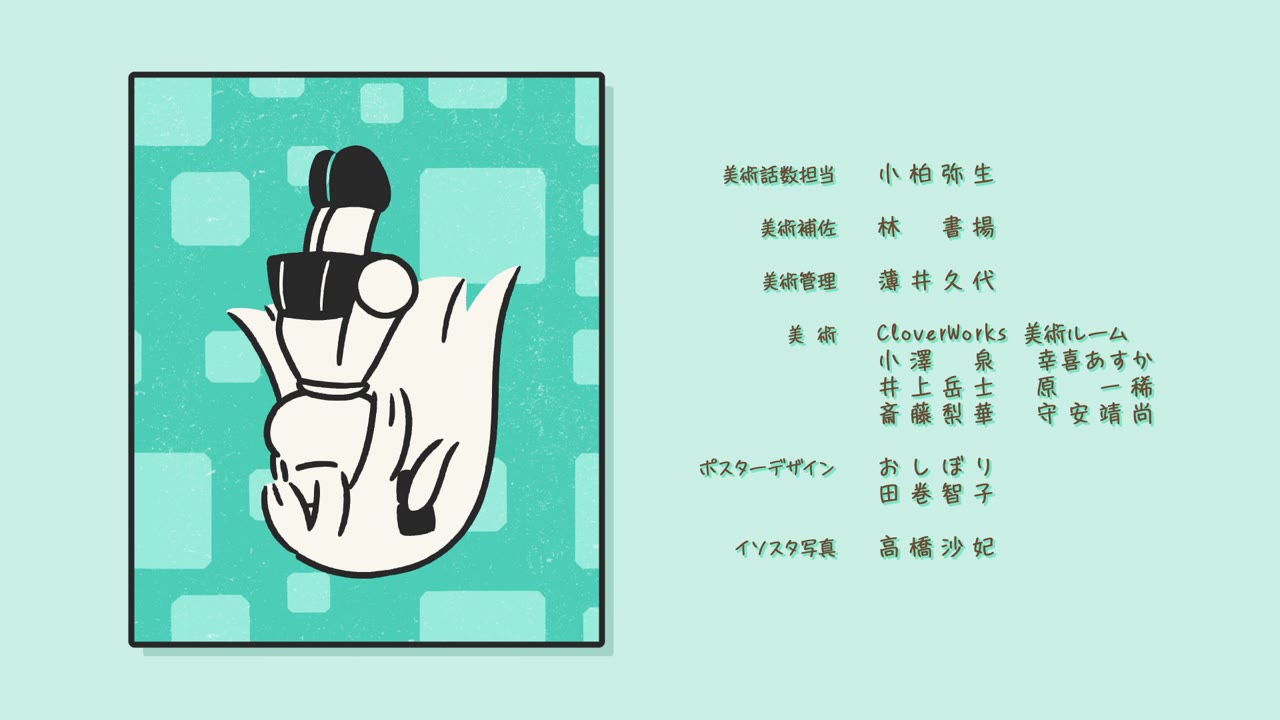 美術話数担当 小柏弥生
美術補佐 林 書揚
美術管理 薄井久代
美術 CloverWorks 美術ルーム
小澤 泉 幸喜あすか
井上岳士 原 一稀
斎藤梨華 守安靖尚
ポスターデザイン おしぼり
田巻智子
イソスタ写真 高橋沙妃